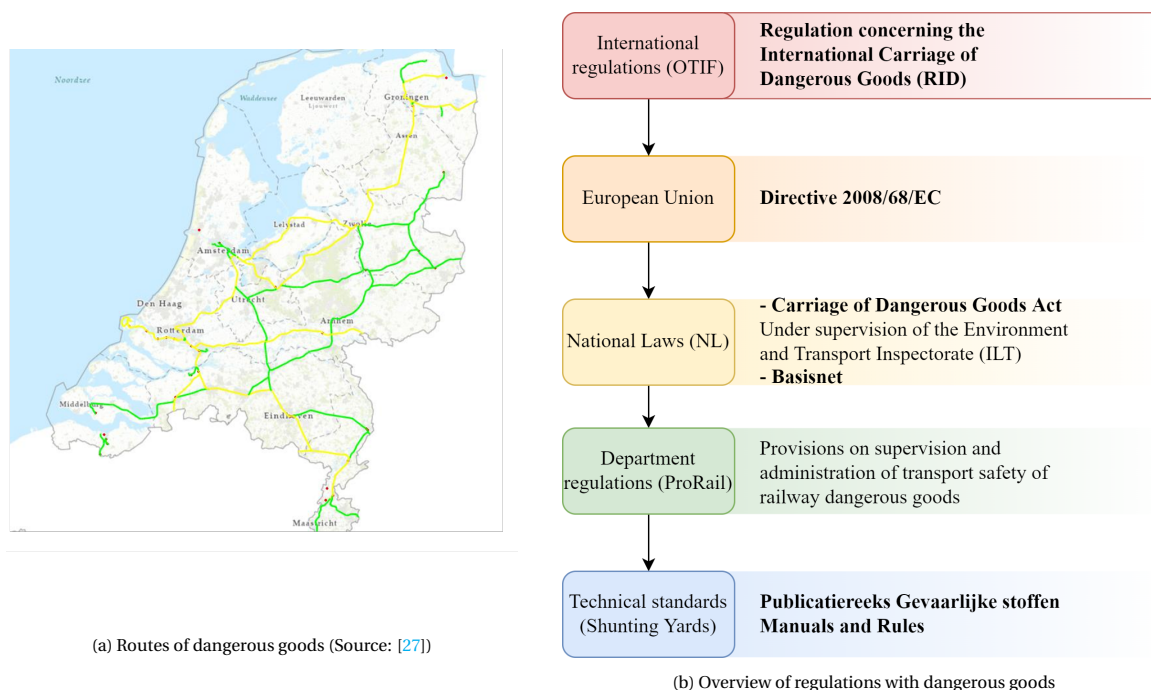 Noordzee
Waddenzee
Leeuwarden
Ljouwert
Groningen
Assen
Lelystad
Zwolle
Amsterdam
Den Haag
Utrecht
Rotterdam
Arnhem
Middelburg
Eindhoven
Maastricht
(a) Routes of dangerous goods (Source: [27])
International
regulations (OTIF)
Regulation concerning the
International Carriage of
Dangerous Goods (RID)
European Union
Directive 2008/68/EC
National Laws (NL)
- Carriage of Dangerous Goods Act
Under supervision of the Environment
and Transport Inspectorate (ILT)
- Basisnet
Department
regulations (ProRail)
Provisions on supervision and
administration of transport safety of
railway dangerous goods
Technical standards
(Shunting Yards)
Publicatiereeks Gevaarlijke stoffen
Manuals and Rules
(b) Overview of regulations with dangerous goods